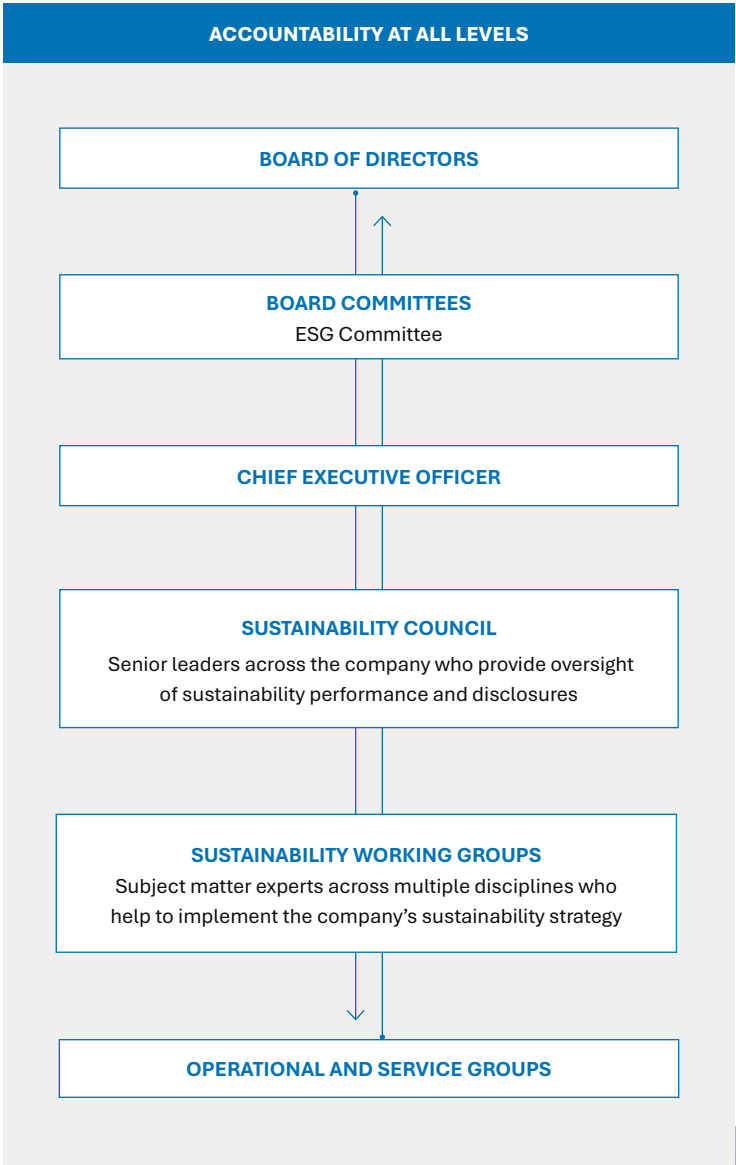 ACCOUNTABILITY AT ALL LEVELS
BOARD OF DIRECTORS
BOARD COMMITTEES
ESG Committee
CHIEF EXECUTIVE OFFICER
SUSTAINABILITY COUNCIL
Senior leaders across the company who provide oversight
of sustainability performance and disclosures
SUSTAINABILITY WORKING GROUPS
Subject matter experts across multiple disciplines who
help to implement the company’s sustainability strategy
OPERATIONAL AND SERVICE GROUPS